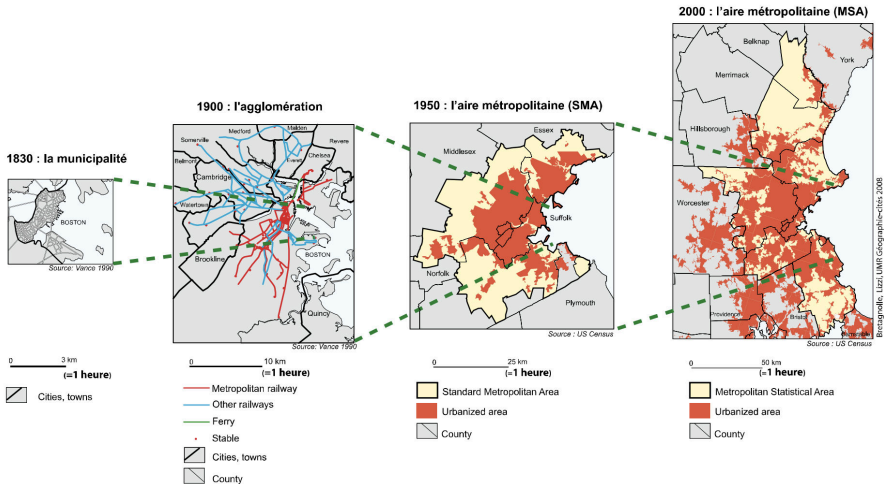 2000 : l'aire métropolitaine (MSA)
Belknap
York
Merrimack
Hillsborough
Worcester
Providence
Bristol
Source : US Census
50 km
(=1 heure)
Metropolitan Statistical Area
Urbanized area
County
1950 : l'aire métropolitaine (SMA)
Essex
Middlesex
Suffolk
Norfolk
Plymouth
Source : US Census
0 25 km
(=1 heure)
Standard Metropolitan Area
Urbanized area
County
1900 : l'agglomération
Medford
Malden
Somerville
Revere
Everett
Chelsea
Belmont
Cambridge
Watertown
BOSTON
Brookline
Quincy
Source: Vance 1990
0 10 km
(=1 heure)
Metropolitan railway
Other railways
Ferry
Stable
Cities, towns
County
1830 : la municipalité
BOSTON
Source: Vance 1990
0 3 km
(=1 heure)
Cities, towns
Bretagnolle, Lizzi, UMR Géographie-cités 2008